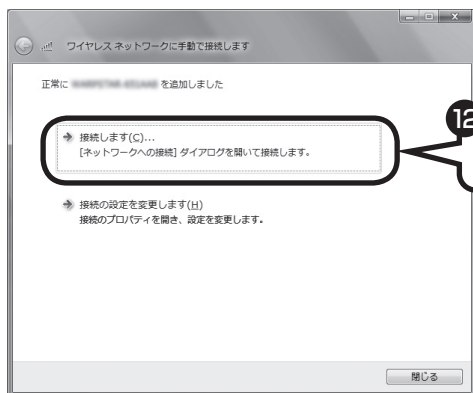 ワイヤレス ネットワークに手動で接続します
正常に を追加しました
接続します(C)...
[ネットワークへの接続] ダイアログを開いて接続します。
12
接続の設定を変更します(H)
接続のプロパティを開き、設定を変更します。
閉じる